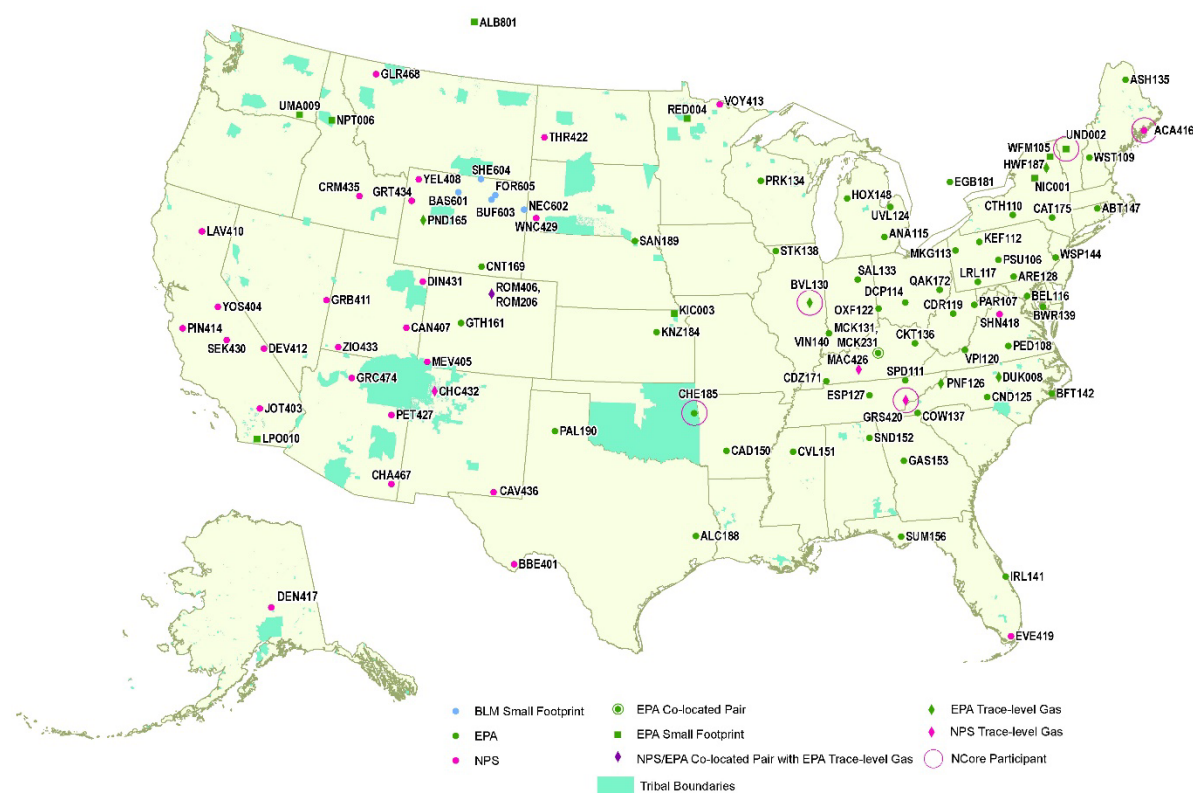 ALB801
GLR468
ASH135
UMA009
NPT006
RED004
VOY413
UND002
ACA416
THR422
WFM105
HWF187
WST109
YEL408
SHE604
CRM435
GRT434
FOR605
BAS601
BUF603
NEC602
PRK134
HOX148
EGB181
NIC001
UVL124
CTH110
CAT175
ABT147
PND165
WNC429
LAV410
SAN189
ANA115
STK138
MKG113
KEF112
WSP144
PSU106
CNT169
DIN431
ROM406,
ROM206
SAL133
DCP114
QAK172
LRL117
ARE128
BVL130
BEL116
YOS404
GRB411
KIC003
OXF122
CDR119
PAR107
BWR139
SHN418
PIN414
CAN407
GTH161
KNZ184
MCK131,
MCK231
CKT136
VIN140
SEK430
DEV412
ZIO433
PED108
VPI120
MEV405
MAC426
GRC474
CHC432
CDZ171
SPD111
PNF126
DUK008
CHE185
ESP127
CND125
BFT142
JOT403
PET427
GRS420
COW137
PAL190
LPO010
SND152
CAD150
CVL151
GAS153
CHA467
CAV436
ALC188
SUM156
BBE401
IRL141
DEN417
EVE419
BLM Small Footprint
EPA Co-located Pair
EPA Trace-level Gas
EPA
EPA Small Footprint
NPS Trace-level Gas
NPS
NPS/EPA Co-located Pair with EPA Trace-level Gas
NCore Participant
Tribal Boundaries